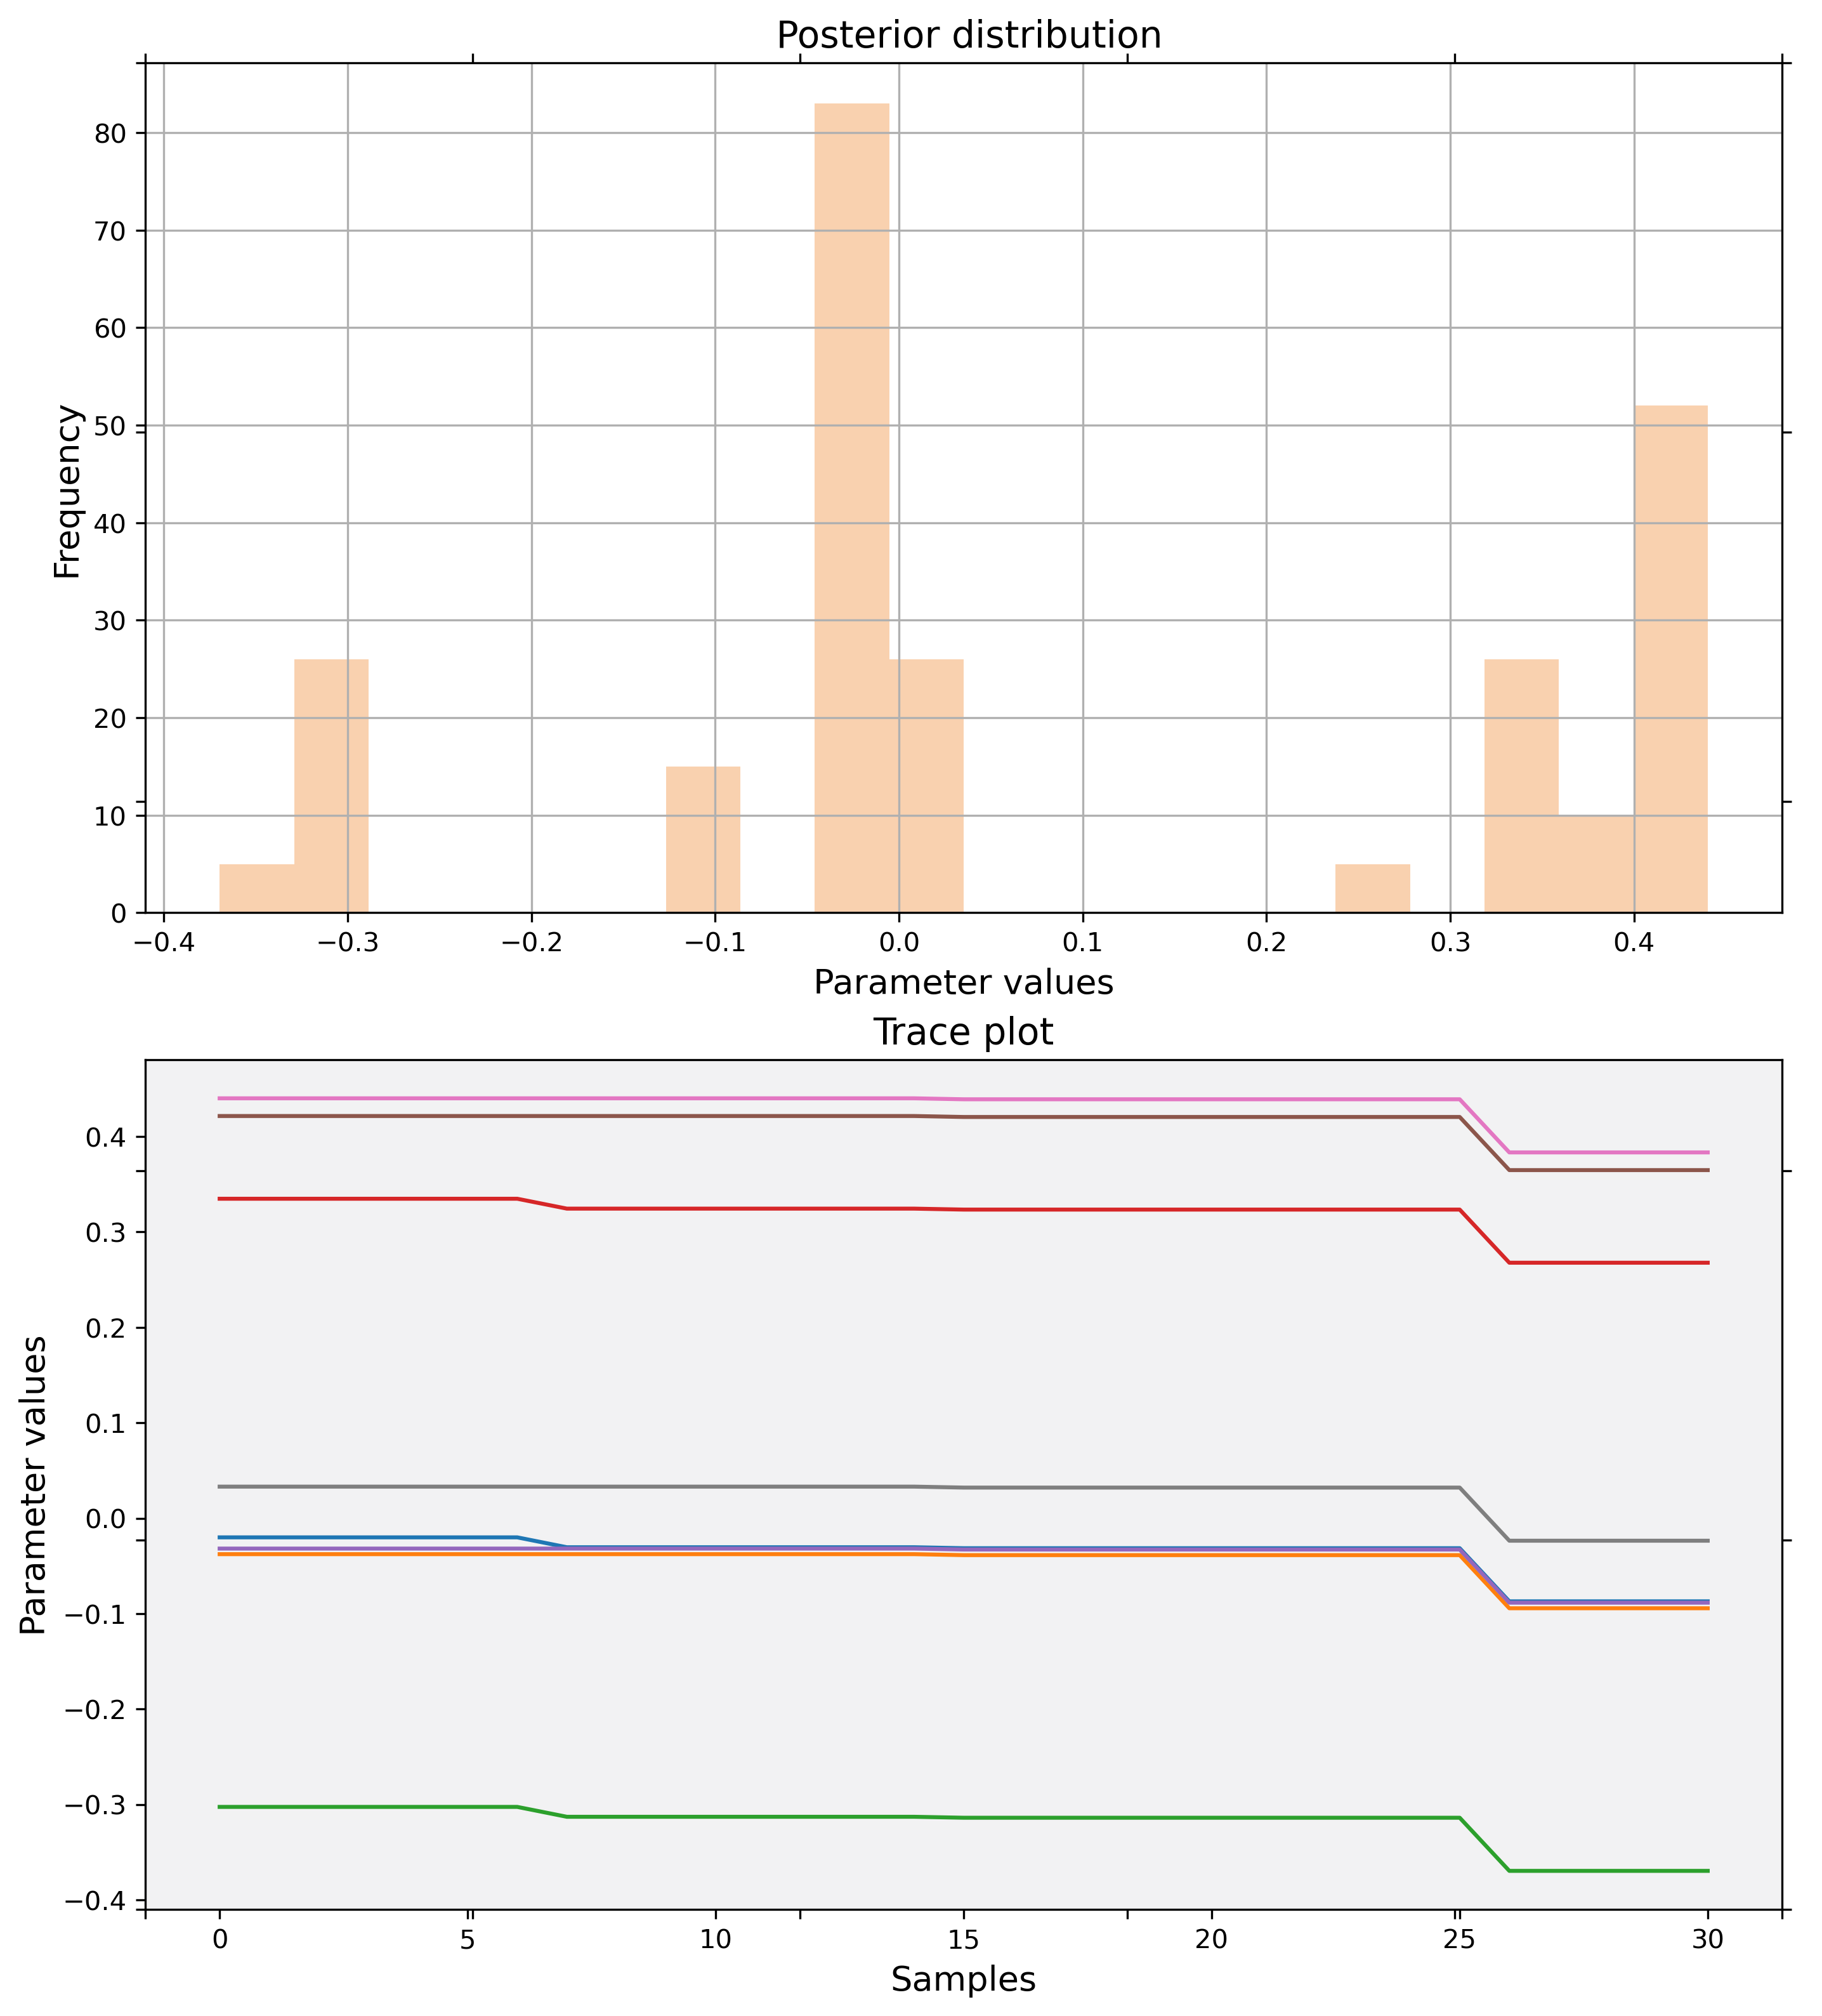 Posterior distribution
80
70
60
50
40
30
20
10
0
Frequency
−0.4 −0.3 −0.2 −0.1 0.0 0.1 0.2 0.3 0.4
Parameter values
Trace plot
0.4
0.3
0.2
0.1
0.0
−0.1
−0.2
−0.3
−0.4
Parameter values
0 5 10 15 20 25 30
Samples